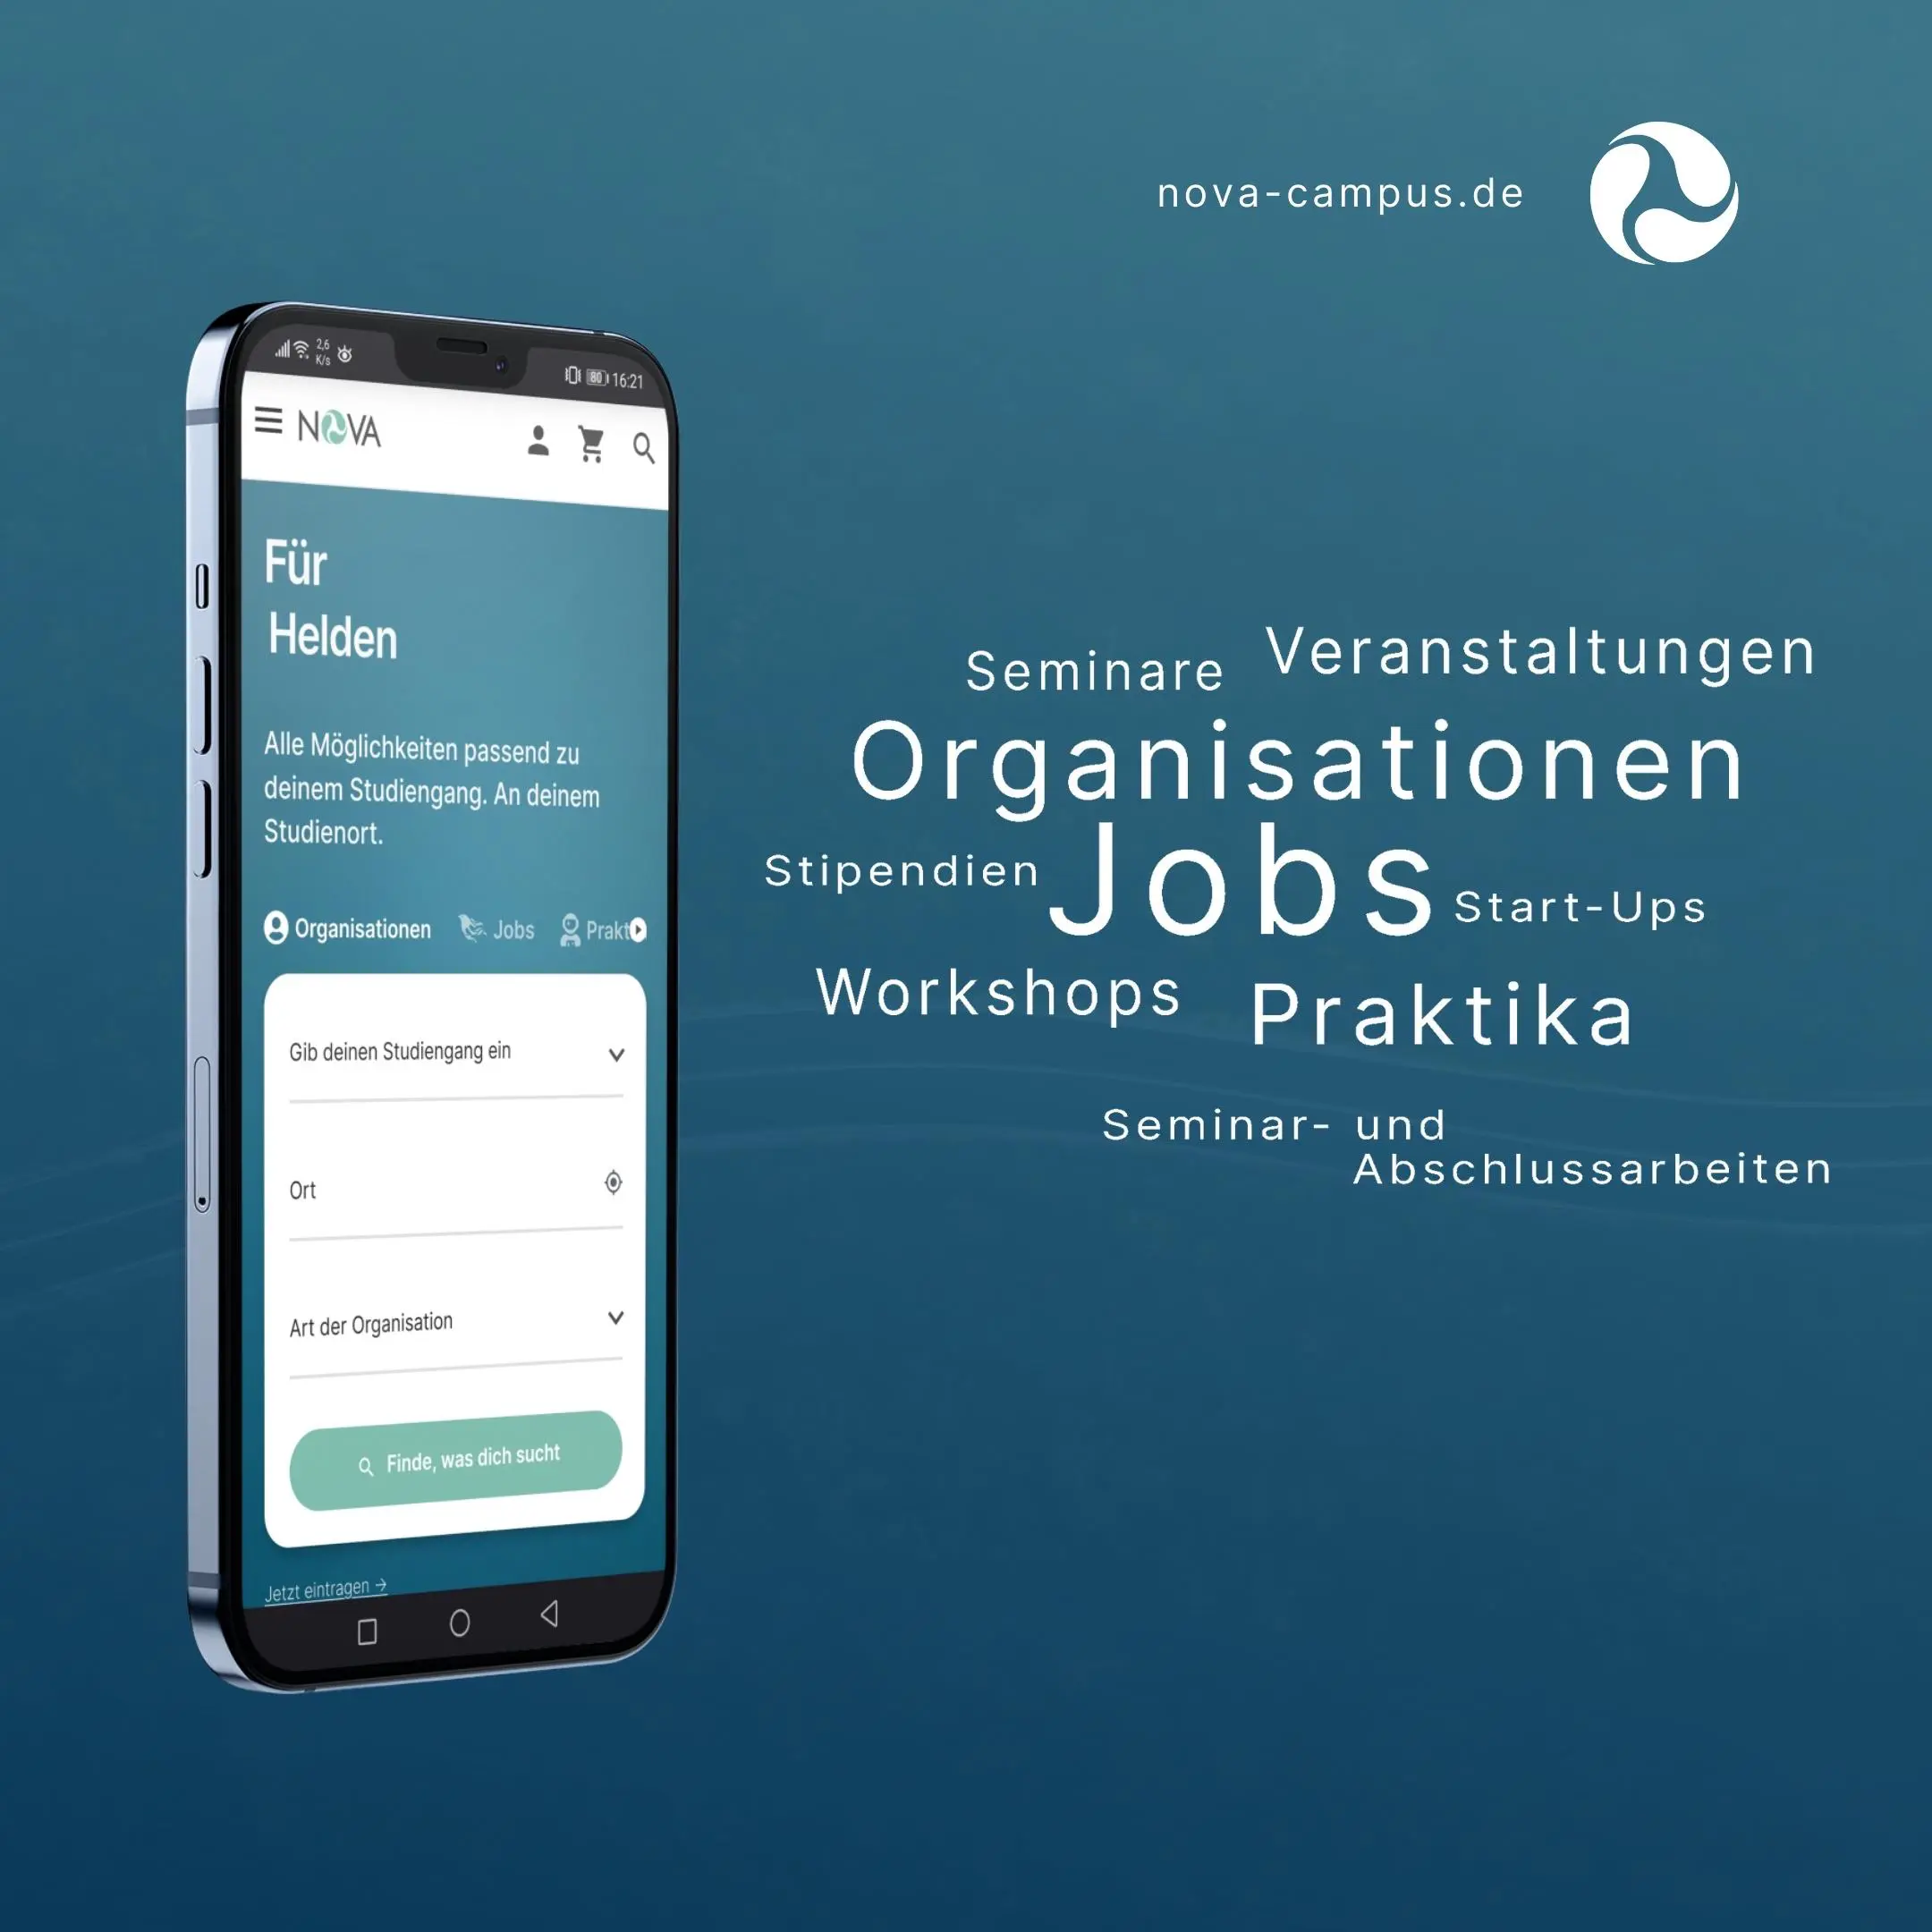 nova-campus.de
2,6
K/s
80
16:21
NOVA
Für
Helden
Alle Möglichkeiten passend zu
deinem Studiengang. An deinem
Studienort.
Organisationen
Jobs
Prakt
Gib deinen Studiengang ein
Ort
Art der Organisation
Finde, was dich sucht
Jetzt eintragen →
Seminare
Veranstaltungen
Organisationen
Stipendien
Jobs
Start-Ups
Workshops
Praktika
Seminar- und
Abschlussarbeiten